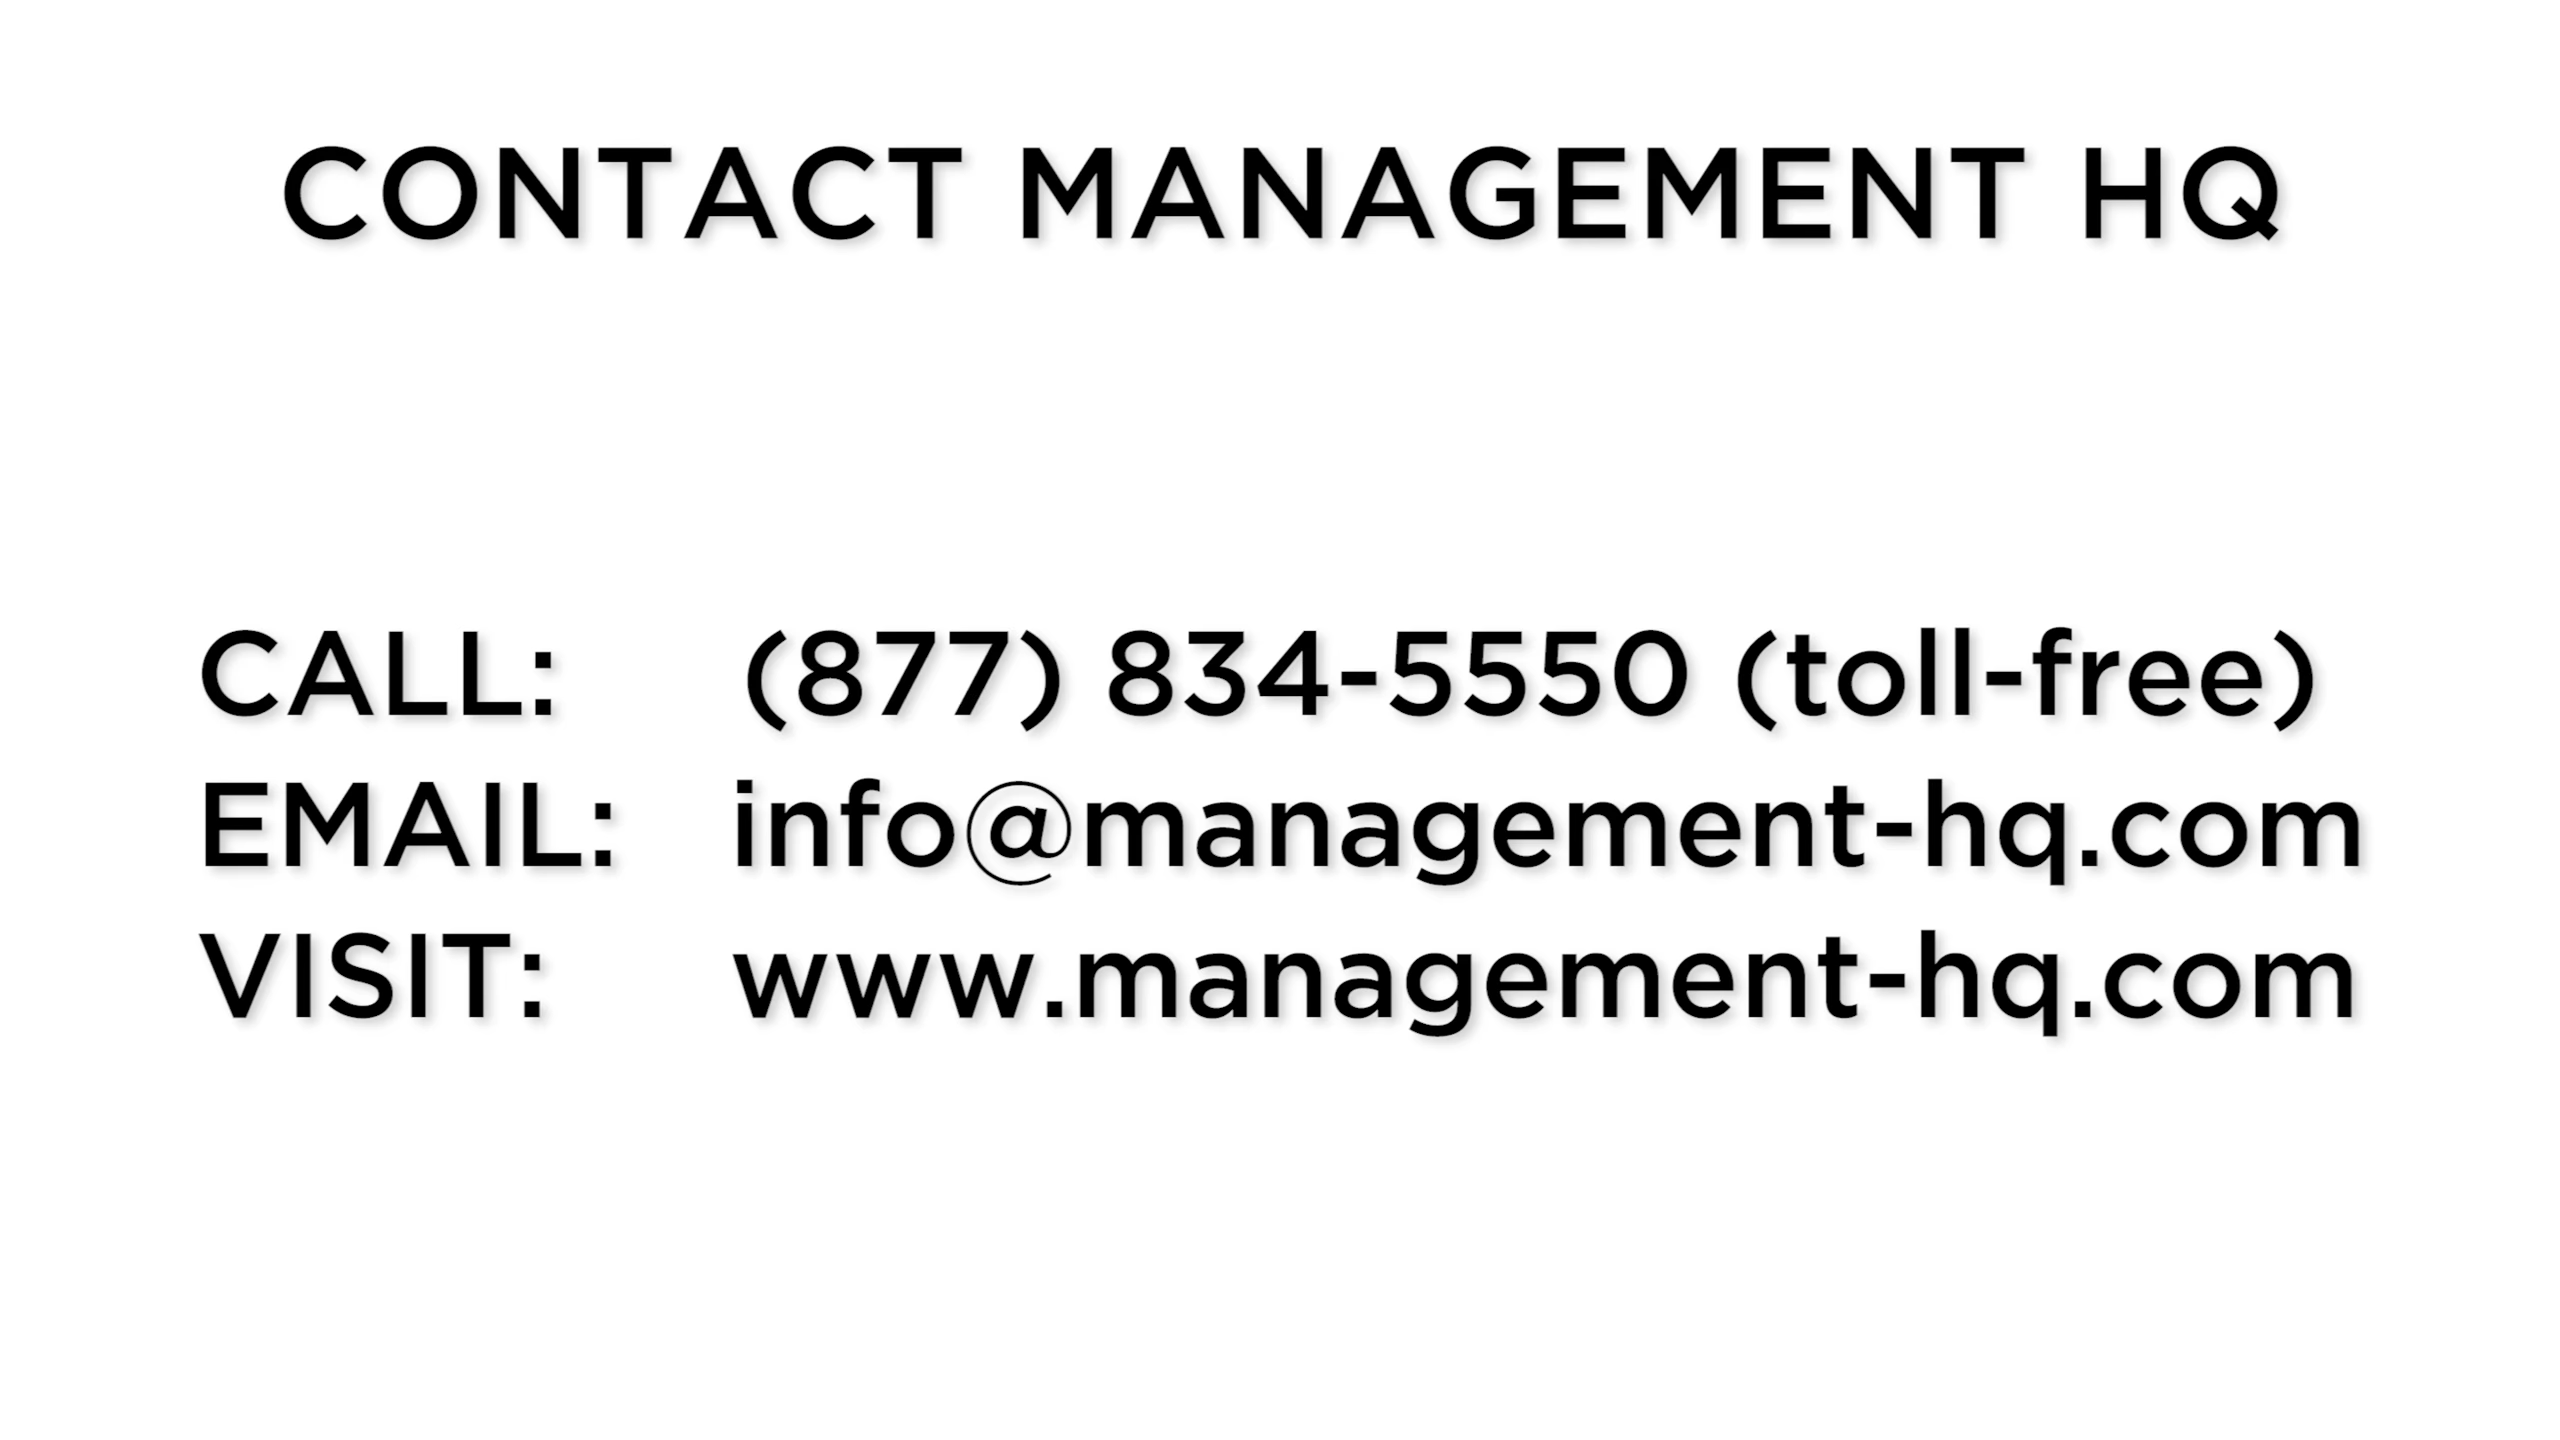 CONTACT MANAGEMENT HQ
CALL: (877) 834-5550 (toll-free)
EMAIL: info@management-hq.com
VISIT: www.management-hq.com